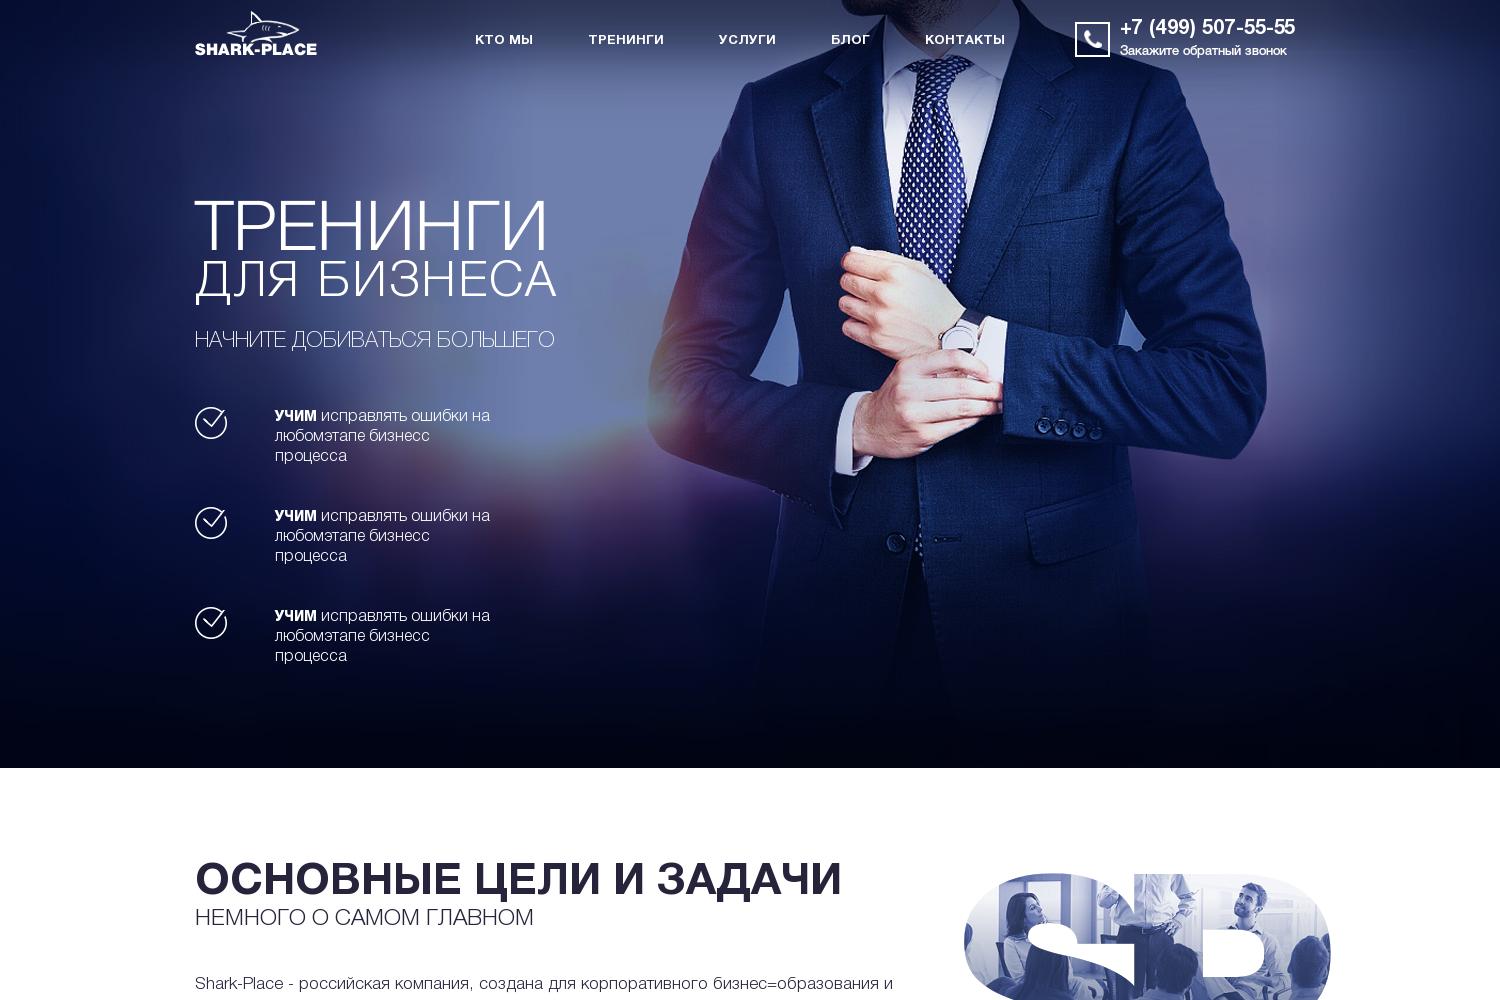 SHARK-PLACE
КТО МЫ
ТРЕНИНГИ
УСЛУГИ
БЛОГ
КОНТАКТЫ
+7 (499) 507-55-55
Закажите обратный звонок
ТРЕНИНГИ
ДЛЯ БИЗНЕСА
НАЧНИТЕ ДОБИВАТЬСЯ БОЛЬШЕГО
УЧИМ исправлять ошибки на
любомэтапе бизнесс
процесса
УЧИМ исправлять ошибки на
любомэтапе бизнесс
процесса
УЧИМ исправлять ошибки на
любомэтапе бизнесс
процесса
ОСНОВНЫЕ ЦЕЛИ И ЗАДАЧИ
НЕМНОГО О САМОМ ГЛАВНОМ
SP
Shark-Place - российская компания, создана для корпоративного бизнес=образования и